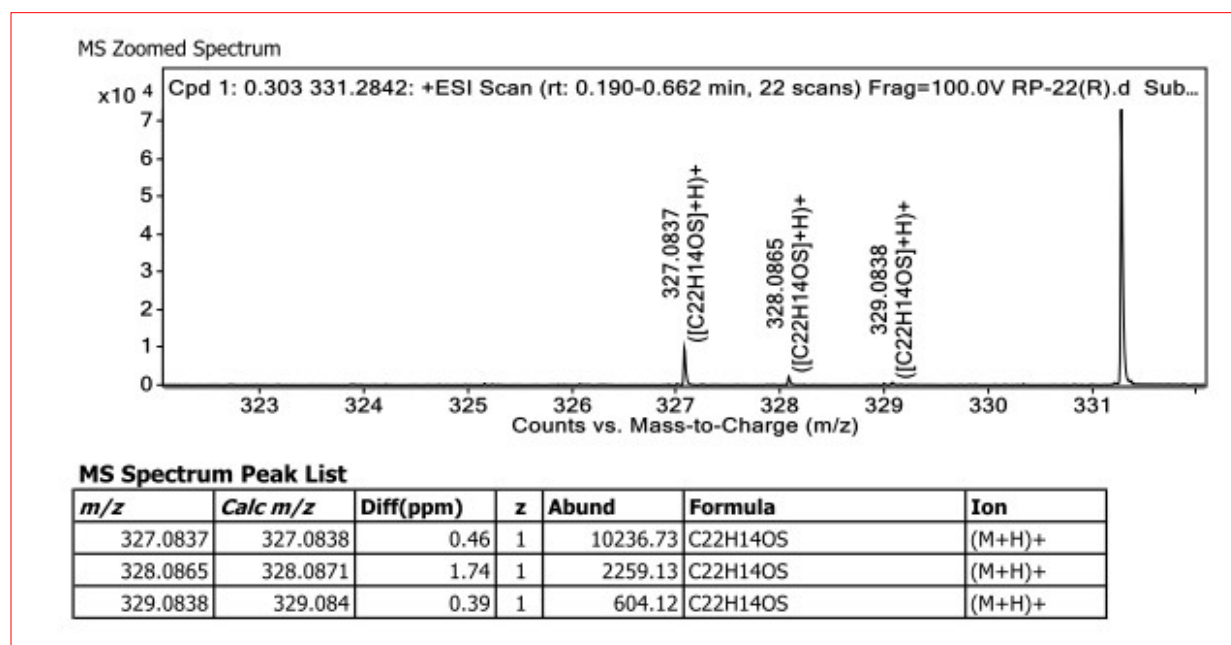 MS Zoomed Spectrum
x10 4
Cpd 1: 0.303 331.2842: +ESI Scan (rt: 0.190-0.662 min, 22 scans) Frag=100.0V RP-22(R).d Sub...
7
6
5
4
3
2
1
0
327.0837
([C22H14OS]+H)+
328.0865
([C22H14OS]+H)+
329.0838
([C22H14OS]+H)+
323 324 325 326 327 328 329 330 331
Counts vs. Mass-to-Charge (m/z)
MS Spectrum Peak List
m/z Calc m/z Diff(ppm) z Abund Formula Ion
327.0837 327.0838 0.46 1 10236.73 C22H14OS (M+H)+
328.0865 328.0871 1.74 1 2259.13 C22H14OS (M+H)+
329.0838 329.084 0.39 1 604.12 C22H14OS (M+H)+